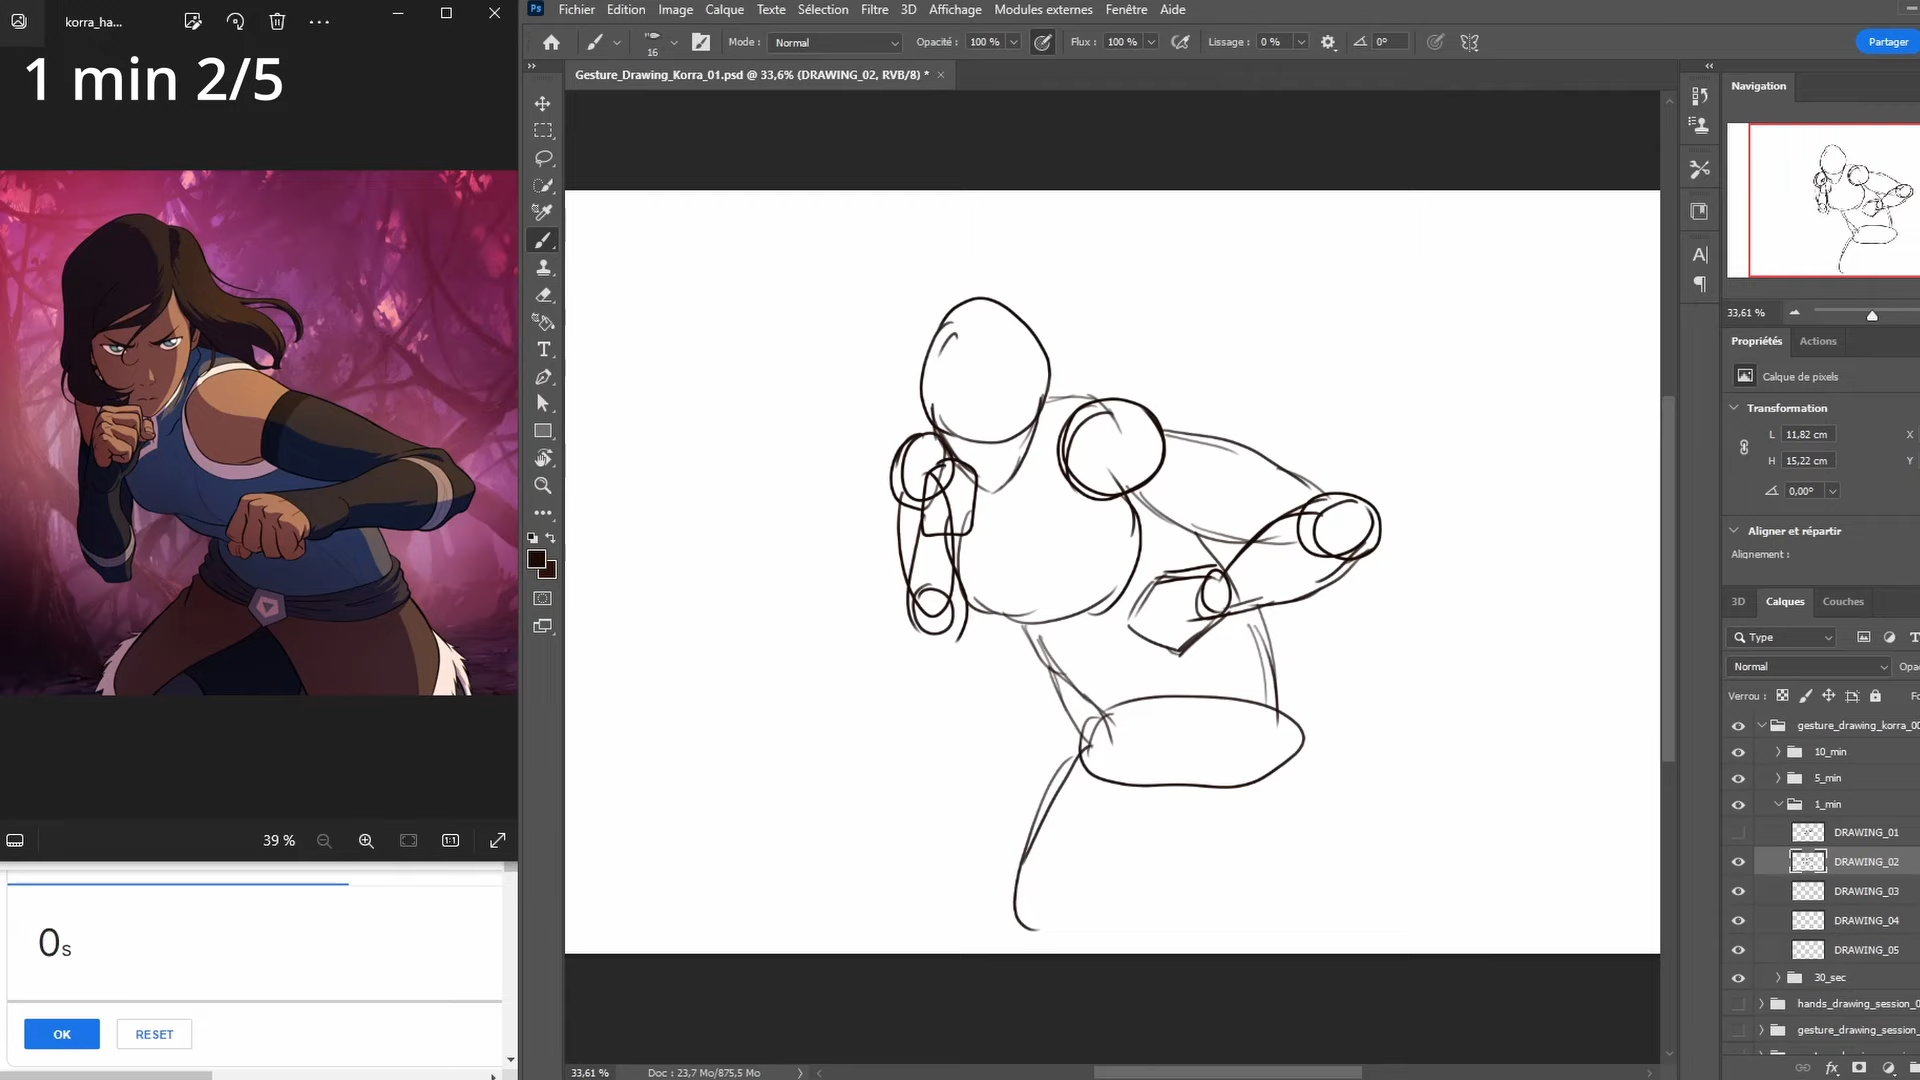 korra_ha...
1 min 2/5
39 %
0s
OK
RESET
Ps
Fichier Edition Image Calque Texte Sélection Filtre 3D Affichage Modules externes Fenêtre Aide
16
Mode : Normal
Opacité : 100 %
Flux : 100 %
Lissage : 0 %
0°
Partager
Gesture_Drawing_Korra_01.psd @ 33,6% (DRAWING_02, RVB/8) *
33,61 %
Doc : 23,7 Mo/875,5 Mo
Navigation
33,61 %
Propriétés Actions
Calque de pixels
Transformation
L 11,82 cm X
H 15,22 cm Y
0,00°
Aligner et répartir
Alignement :
3D Calques Couches
Type
Normal
Opa
Verrou :
gesture_drawing_korra_00
10_min
5_min
1_min
DRAWING_01
DRAWING_02
DRAWING_03
DRAWING_04
DRAWING_05
30_sec
hands_drawing_session_0
gesture_drawing_session_
fx